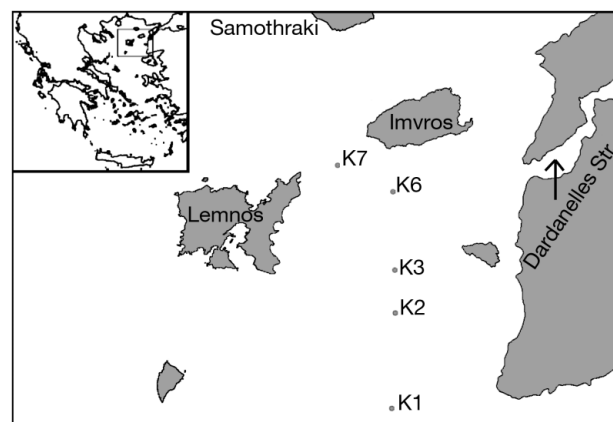 Samothraki
Imvros
K7
K6
Lemnos
Dardanelles Str.
K3
K2
K1